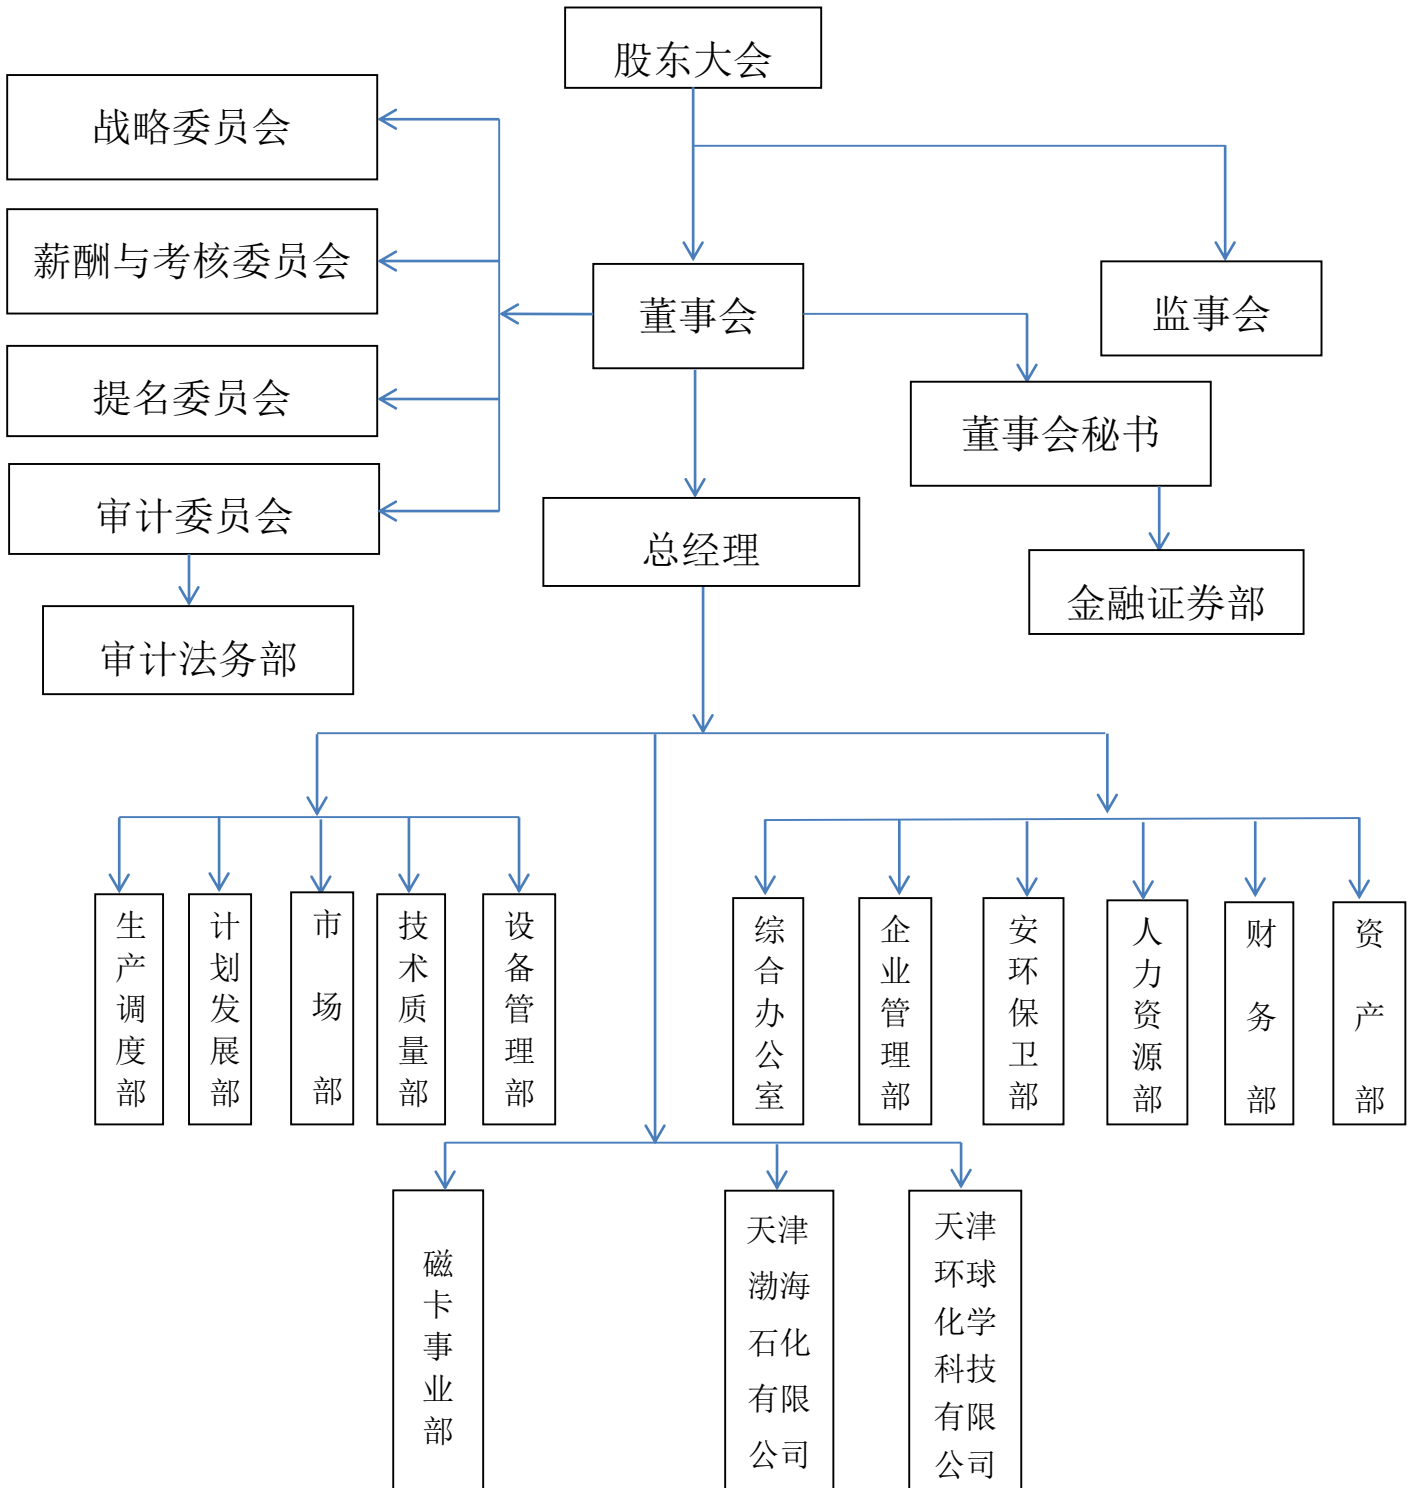 股东大会
战略委员会
薪酬与考核委员会
董事会
监事会
提名委员会
董事会秘书
审计委员会
总经理
金融证券部
审计法务部
生产调度部
计划发展部
市场部
技术质量部
设备管理部
综合办公室
企业管理部
安环保卫部
人力资源部
财务部
资产部
磁卡事业部
天津
渤海
石化
有限
公司
天津
环球
化学
科技
有限
公司